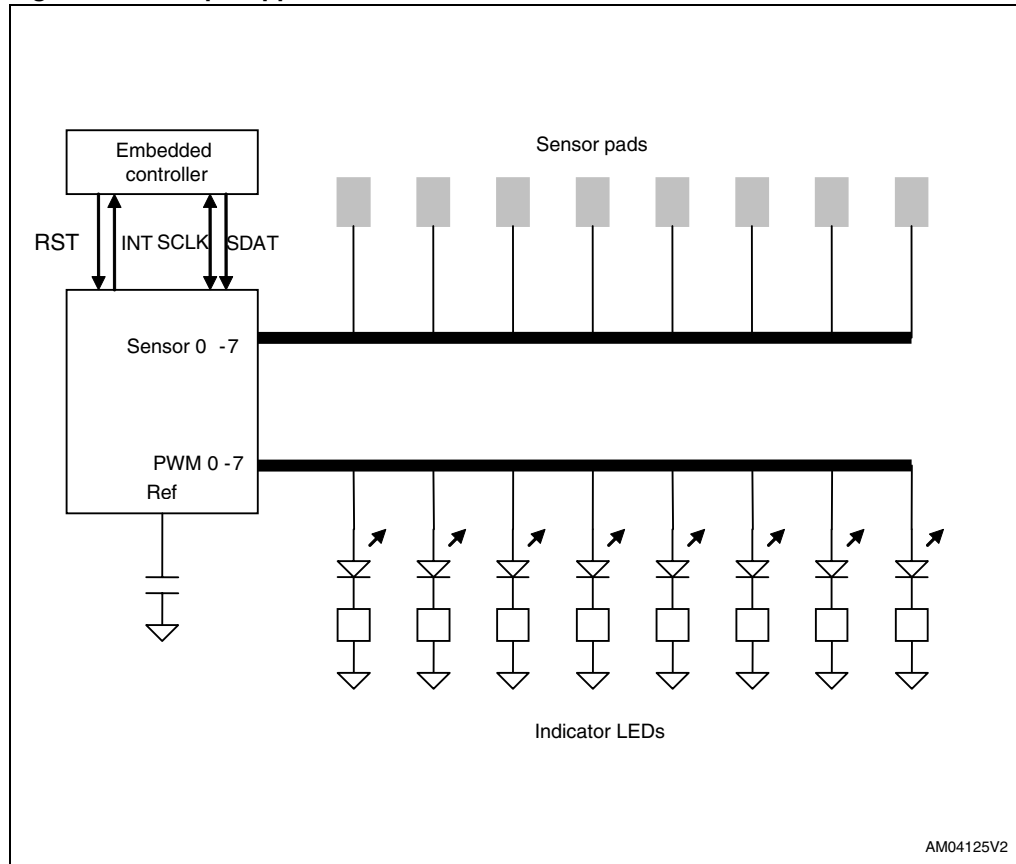 Embedded
controller
Sensor pads
RST
INT
SCLK
SDAT
Sensor 0 -7
PWM 0 -7
Ref
Indicator LEDs
AM04125V2